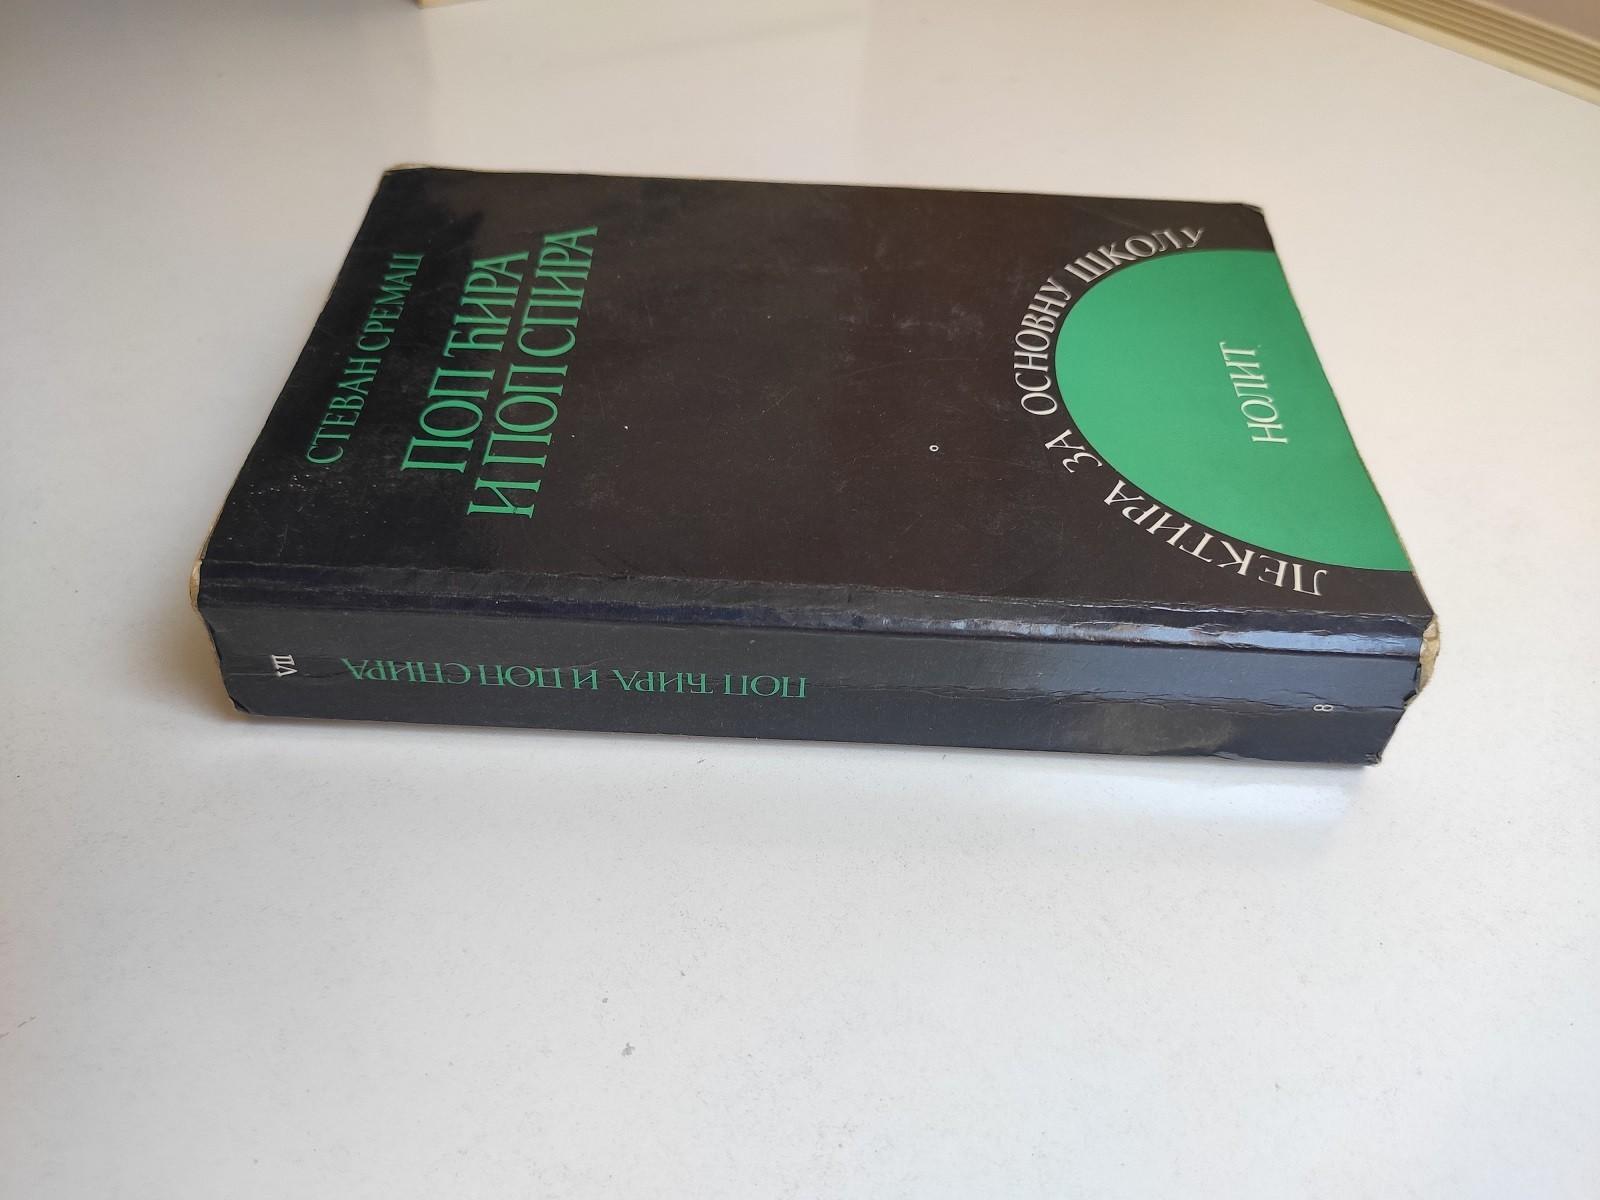 СТЕВАН СРЕМАЦ
ПОП ЋИРА
И ПОП СПИРА
ЛЕКТИРА ЗА ОСНОВНУ ШКОЛУ
НОЛИТ
VII
ПОП ЋИРА И ПОП СПИРА
8